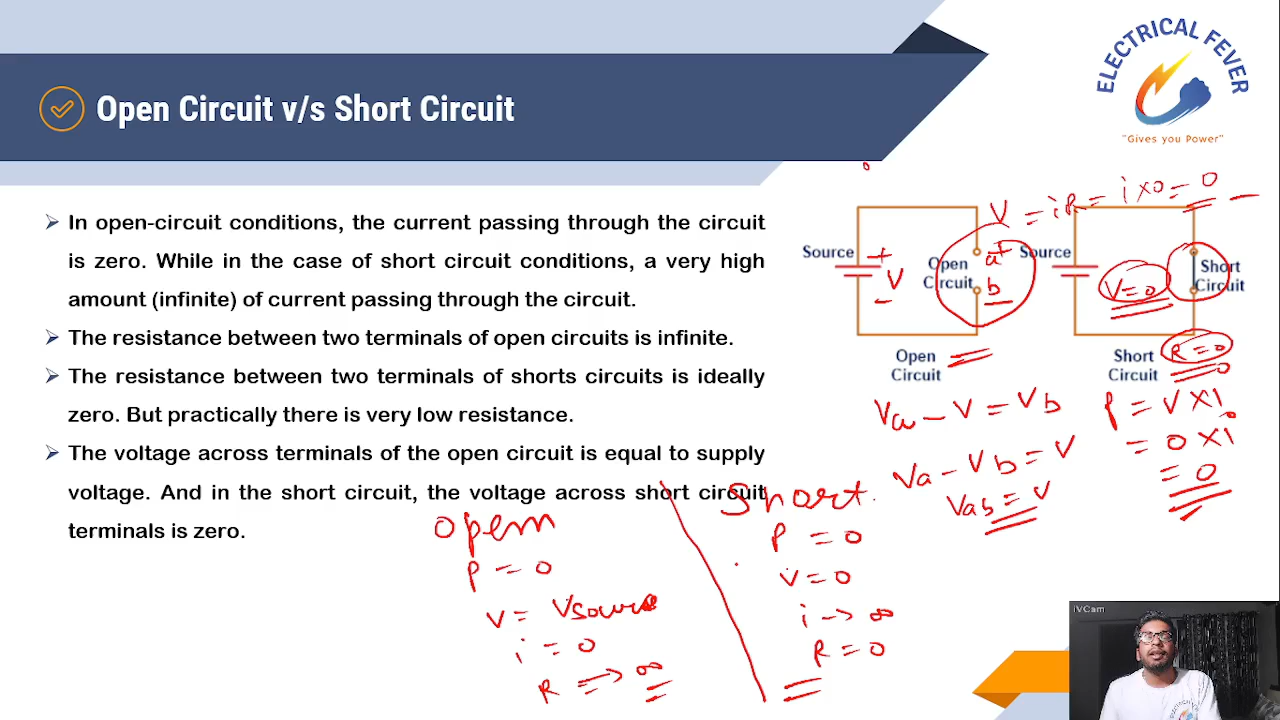 ELECTRICAL FEVER
"Gives you Power"
Open Circuit v/s Short Circuit
In open-circuit conditions, the current passing through the circuit
is zero. While in the ease of short circuit conditions, a very high
amount (infinite) of current passing through the circuit.
The resistance between two terminals of open circuits is infinite.
The resistance between two terminals of shorts circuits is ideally
zero. But practically there is very low resistance.
The voltage across terminals of the open circuit is equal to supply
voltage. And in the short circuit, the voltage across short circuit
terminals is zero.
V = iR = i×0 = 0
Source
+
V
-
Open
Circuit
a+
b
Open
Circuit
Source
V=0
Short
Circuit
Short
Circuit
R=0
Va - V = Vb
Va - Vb = V
Vab = V
P = V×i
= 0×i
= 0
Open
P = 0
V = Vsource
i = 0
R → ∞
Short
P = 0
V = 0
i → ∞
R = 0
iVCam